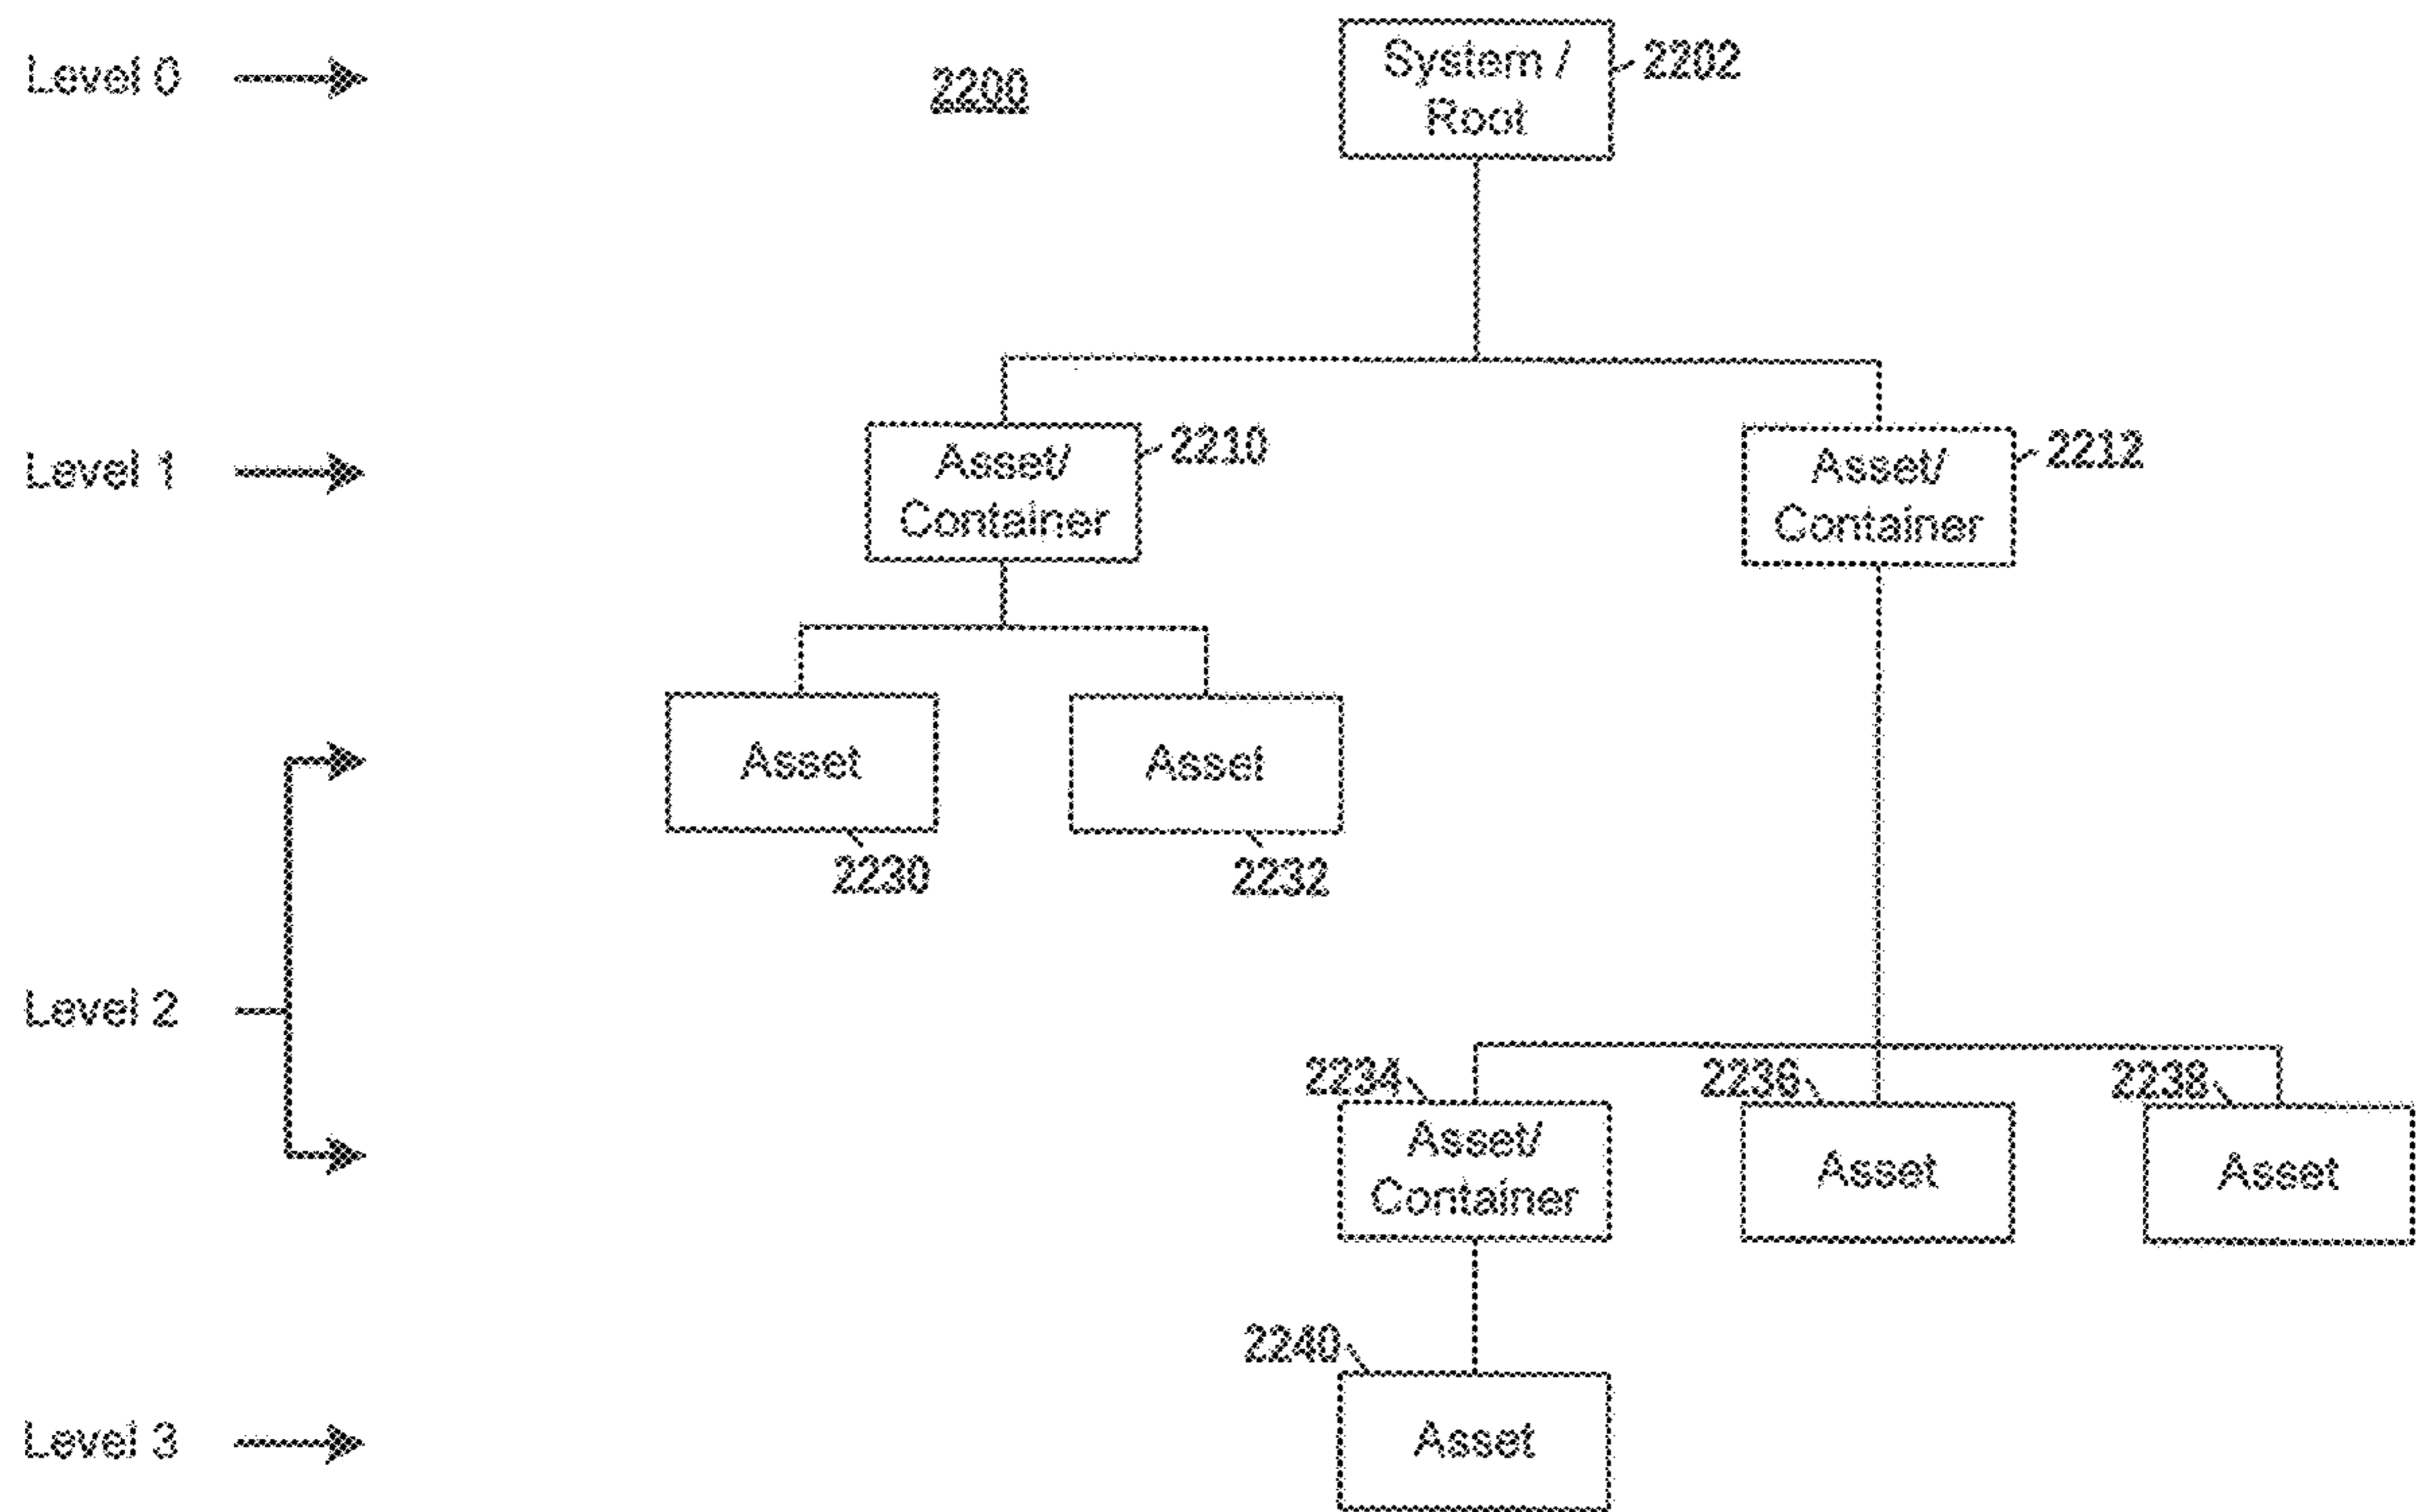 Level 0
2200
System /
Root
2202
Level 1
Asset/
Container
2210
Asset/
Container
2212
Asset
Asset
2230
2232
Level 2
2234
2236
2238
Asset/
Container
Asset
Asset
2240
Level 3
Asset